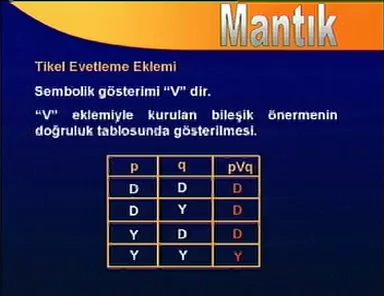 Mantık
Tikel Evetleme Eklemi
Sembolik gösterimi “V” dir.
“V” eklemiyle kurulan bileşik önermenin
doğruluk tablosunda gösterilmesi.
p q pVq
D D D
D Y D
Y D D
Y Y Y